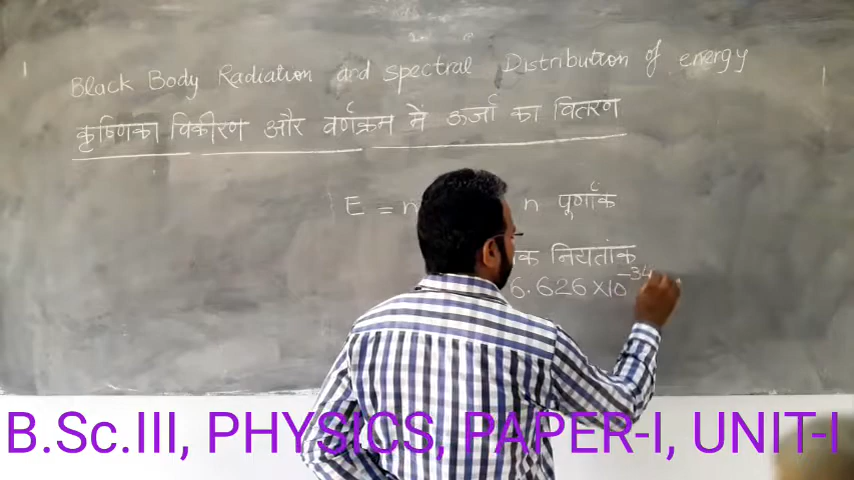 Black Body Radiation and spectral Distribution of energy
कृष्णिका विकीरण और वर्णक्रम में ऊर्जा का वितरण
E = n n पूर्णांक
नियतांक
6.626 × 10⁻³⁴
B.Sc.III, PHYSICS, PAPER-I, UNIT-I